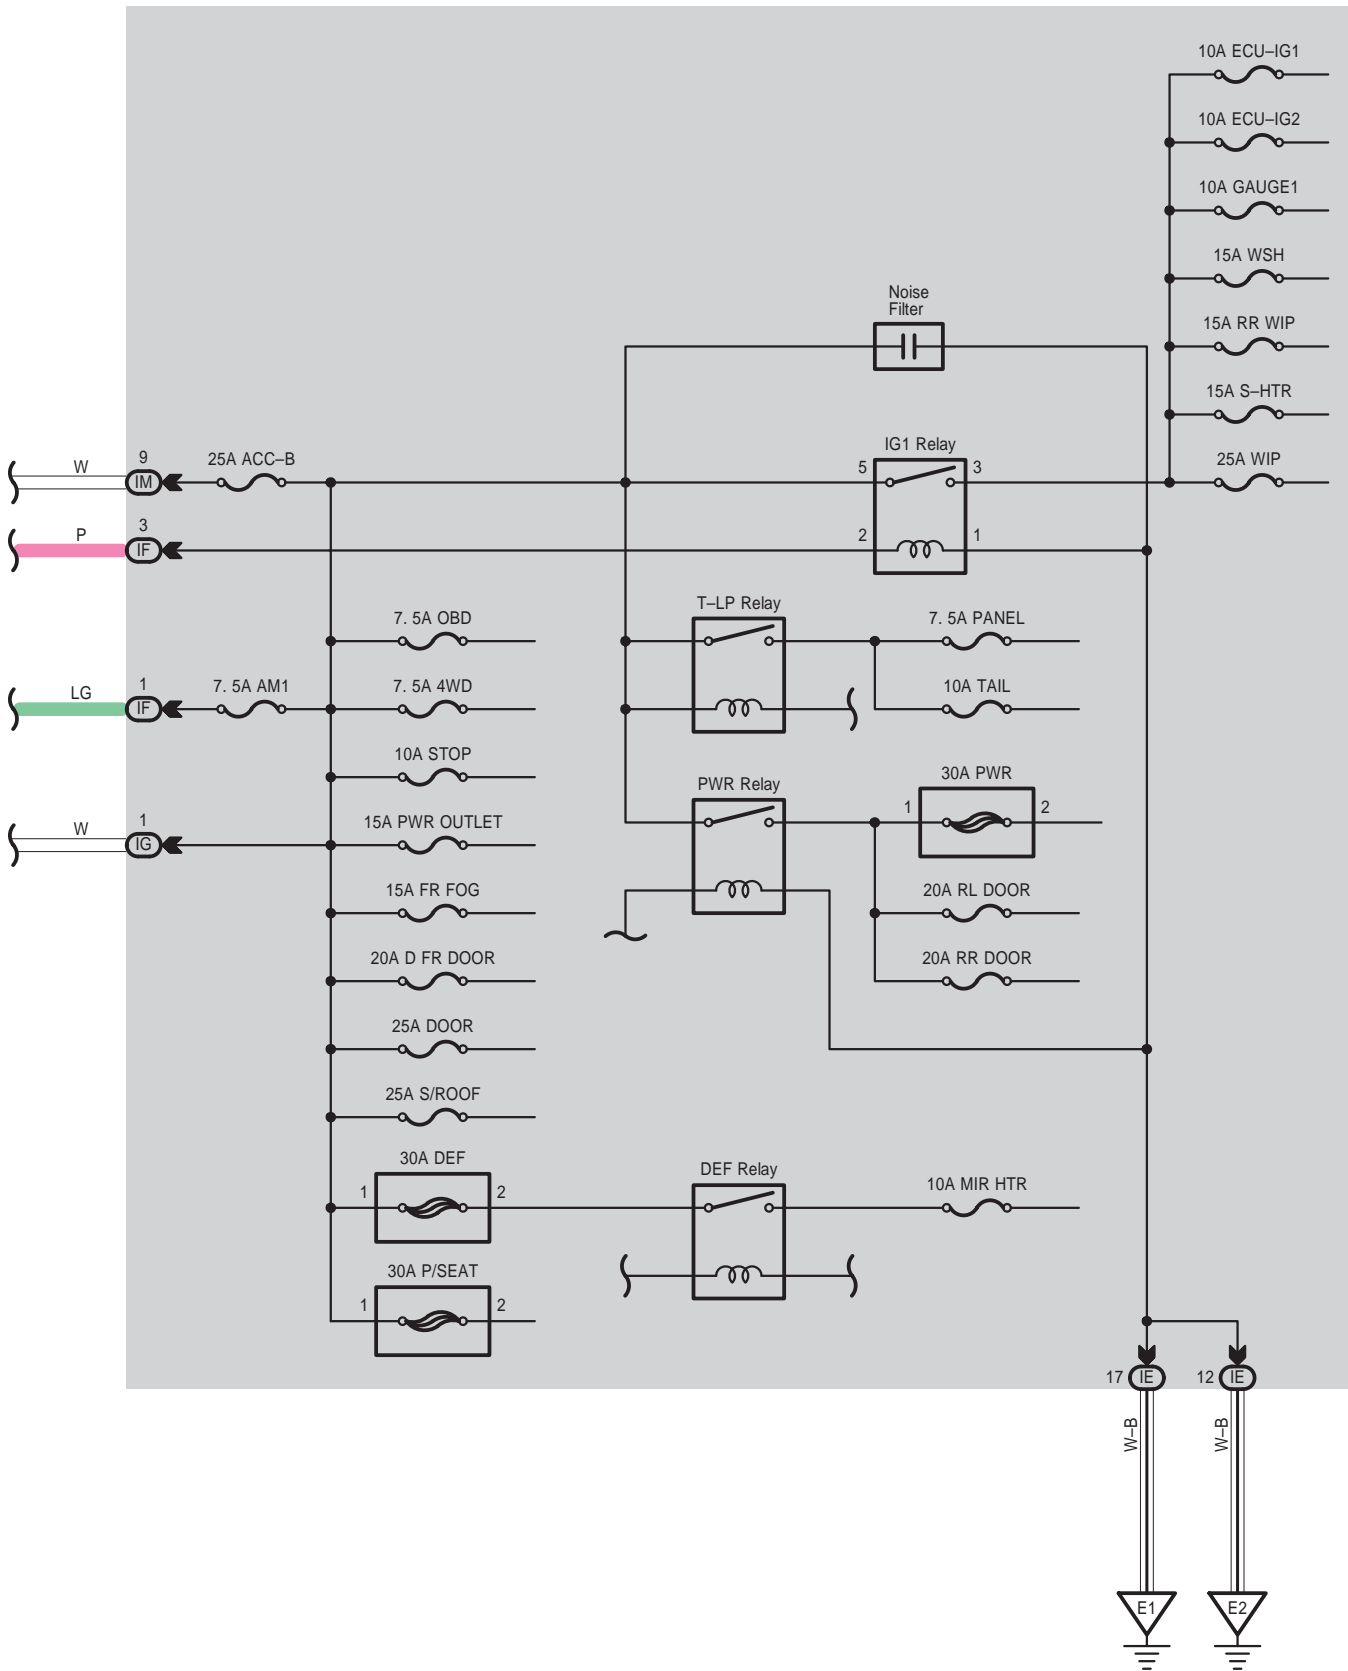 10A ECU–IG1
10A ECU–IG2
10A GAUGE1
15A WSH
Noise
Filter
15A RR WIP
15A S–HTR
IG1 Relay
W
9
IM
25A ACC–B
5
3
25A WIP
P
3
IF
2
1
T–LP Relay
7. 5A OBD
7. 5A PANEL
LG
1
IF
7. 5A AM1
7. 5A 4WD
10A TAIL
10A STOP
PWR Relay
30A PWR
1
2
W
1
IG
15A PWR OUTLET
15A FR FOG
20A RL DOOR
20A D FR DOOR
20A RR DOOR
25A DOOR
25A S/ROOF
30A DEF
1
2
DEF Relay
10A MIR HTR
30A P/SEAT
1
2
17
IE
12
IE
W–B
W–B
E1
E2